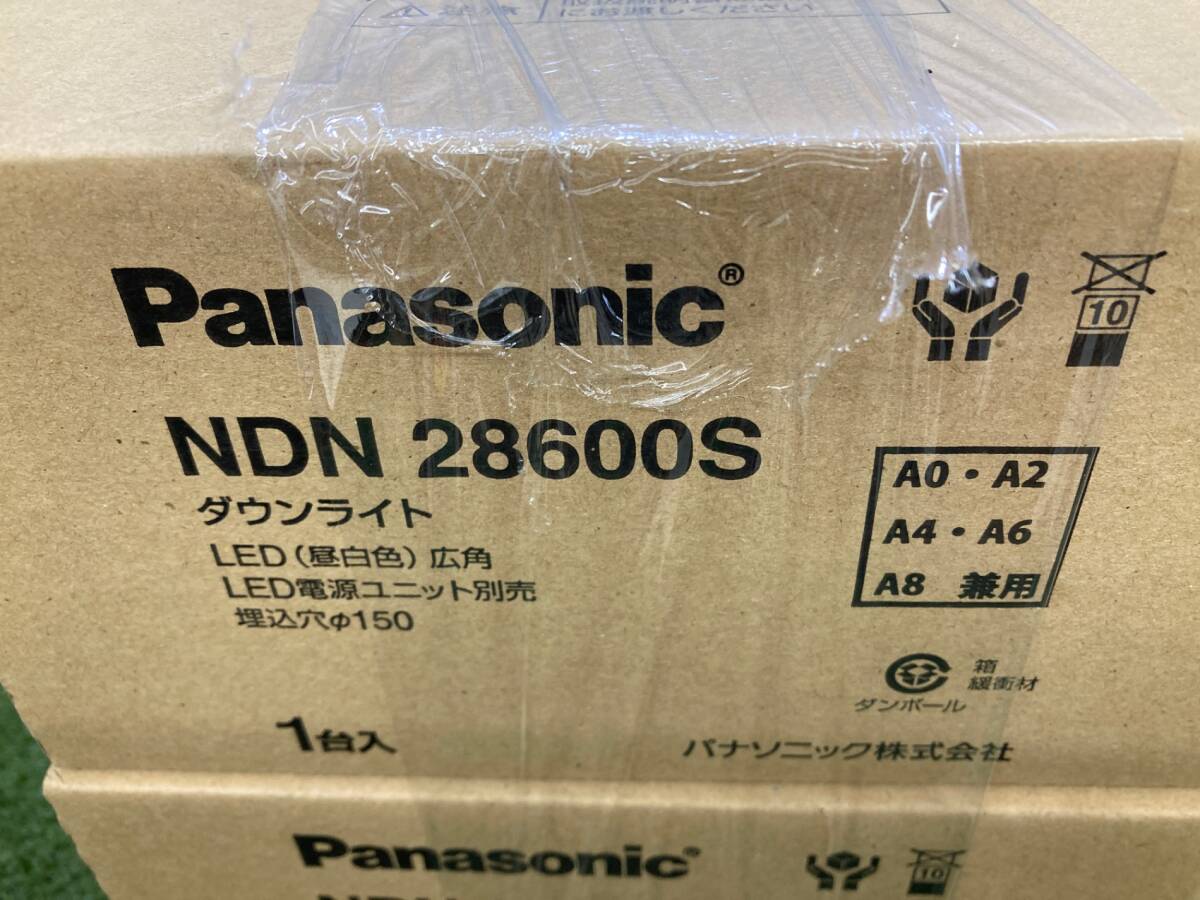 Panasonic®
10
NDN 28600S
ダウンライト
LED(昼白色)広角
LED電源ユニット別売
埋込穴φ150
A0・A2
A4・A6
A8 兼用
箱
緩衝材
ダンボール
1台入
パナソニック株式会社
Panasonic®
10